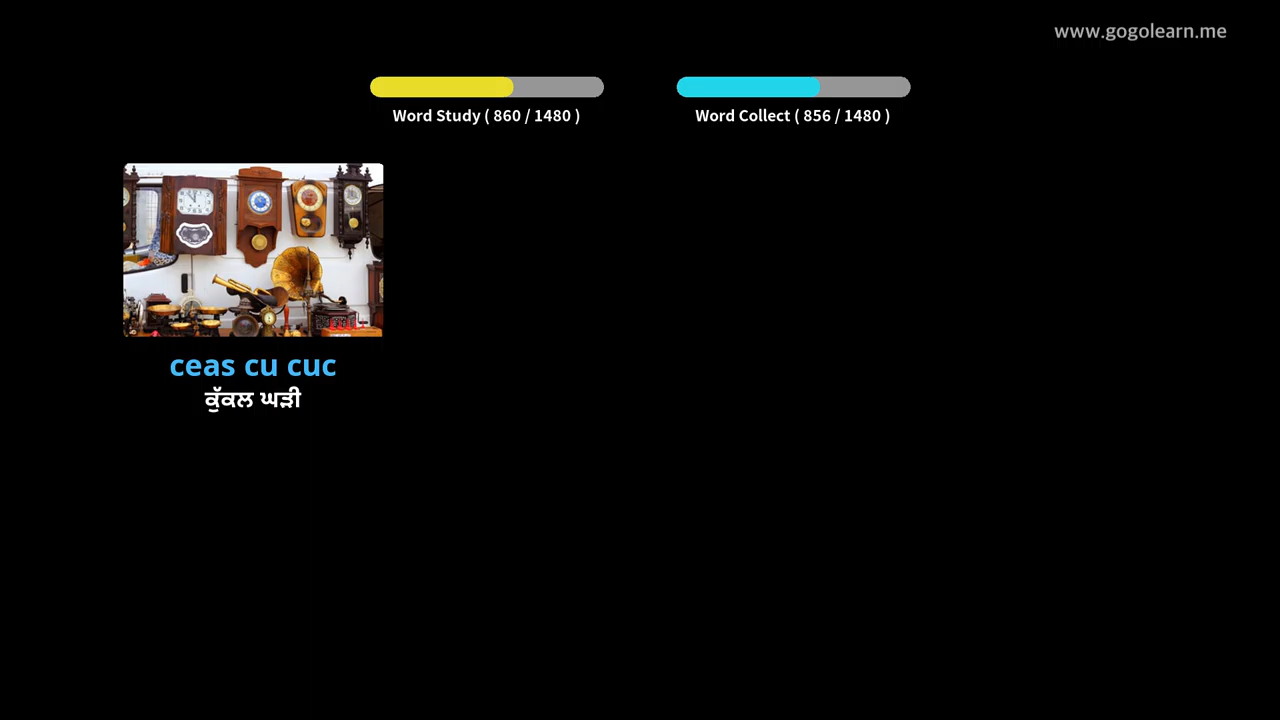 www.gogolearn.me
Word Study ( 860 / 1480 )
Word Collect ( 856 / 1480 )
ceas cu cuc
ਕੁੱਕਲ ਘੜੀ